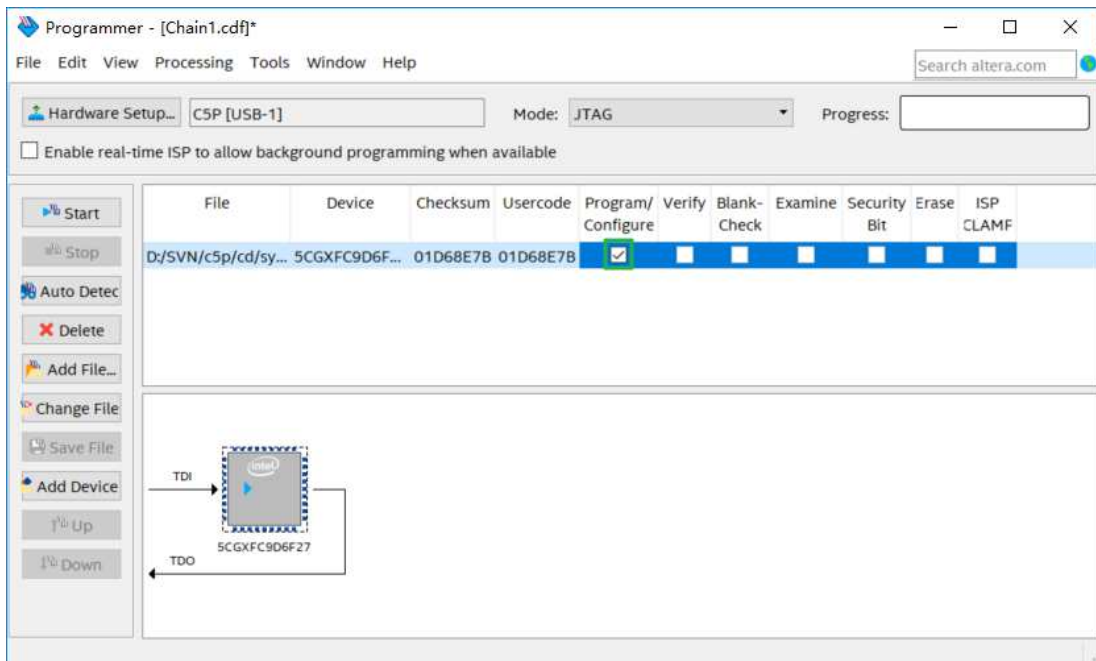 Programmer - [Chain1.cdf]*
File Edit View Processing Tools Window Help
Search altera.com
Hardware Setup... C5P [USB-1] Mode: JTAG Progress:
Enable real-time ISP to allow background programming when available
Start
Stop
Auto Detec
Delete
Add File...
Change File
Save File
Add Device
Up
Down
File Device Checksum Usercode Program/ Verify Blank- Examine Security Erase ISP
Configure Check Bit CLAMP
D:/SVN/c5p/cd/sy... 5CGXFC9D6F... 01D68E7B 01D68E7B
TDI
intel
5CGXFC9D6F27
TDO